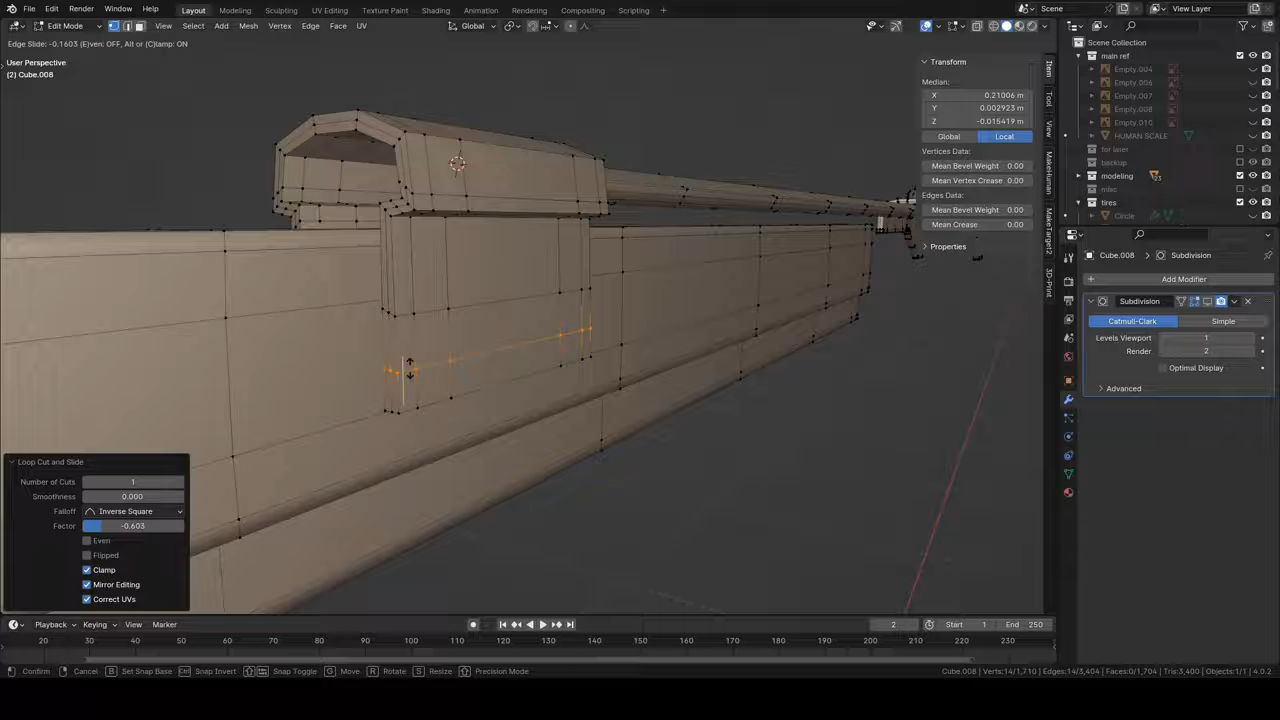 File Edit Render Window Help Layout Modeling Sculpting UV Editing Texture Paint Shading Animation Rendering Compositing Scripting + Scene View Layer
Edit Mode View Select Add Mesh Vertex Edge Face UV Global
Edge Slide: -0.1603 (E)ven: OFF, Alt or (C)lamp: ON
User Perspective
(2) Cube.008
Transform
Median:
X 0.21006 m
Y 0.002923 m
Z -0.015419 m
Global Local
Vertices Data:
Mean Bevel Weight 0.00
Mean Vertex Crease 0.00
Edges Data:
Mean Bevel Weight 0.00
Mean Crease 0.00
Properties
Item
Tool
View
MakeHuman
MakeTarget2
3D-Print
Scene Collection
main ref
Empty.004
Empty.006
Empty.007
Empty.008
Empty.010
HUMAN SCALE
for laser
backup
modeling 23
misc
tires
Circle
Cube.008 Subdivision
Add Modifier
Subdivision
Catmull-Clark Simple
Levels Viewport 1
Render 2
Optimal Display
Advanced
Loop Cut and Slide
Number of Cuts 1
Smoothness 0.000
Falloff Inverse Square
Factor -0.603
Even
Flipped
Clamp
Mirror Editing
Correct UVs
Playback Keying View Marker 2 Start 1 End 250
20 30 40 50 60 70 80 90 100 110 120 130 140 150 160 170 180 190 200 210 220 230
Confirm Cancel B Set Snap Base Ctrl Snap Invert Snap Toggle G Move R Rotate S Resize Precision Mode Cube.008 | Verts:14/1,710 | Edges:14/3,404 | Faces:0/1,704 | Tris:3,400 | Objects:1/1 | 4.0.2